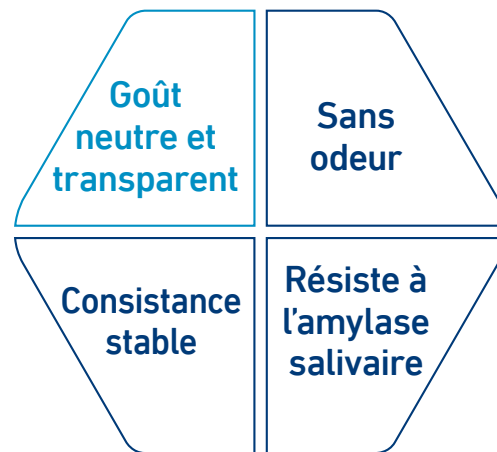 Goût
neutre et
transparent
Sans
odeur
Consistance
stable
Résiste à
l’amylase
salivaire